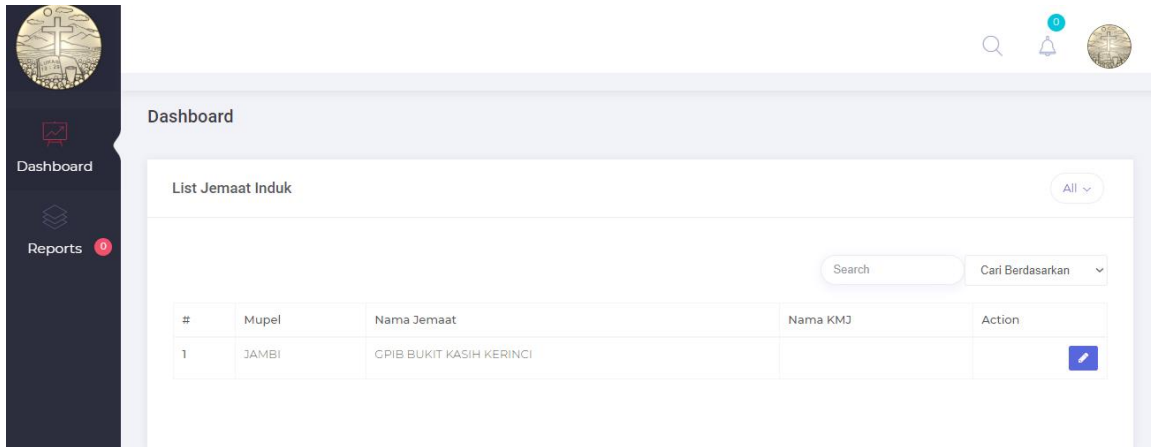 0
Dashboard
Dashboard
List Jemaat Induk
All
Reports 0
Search
Cari Berdasarkan
# Mupel Nama Jemaat Nama KMJ Action
1 JAMBI GPIB BUKIT KASIH KERINCI